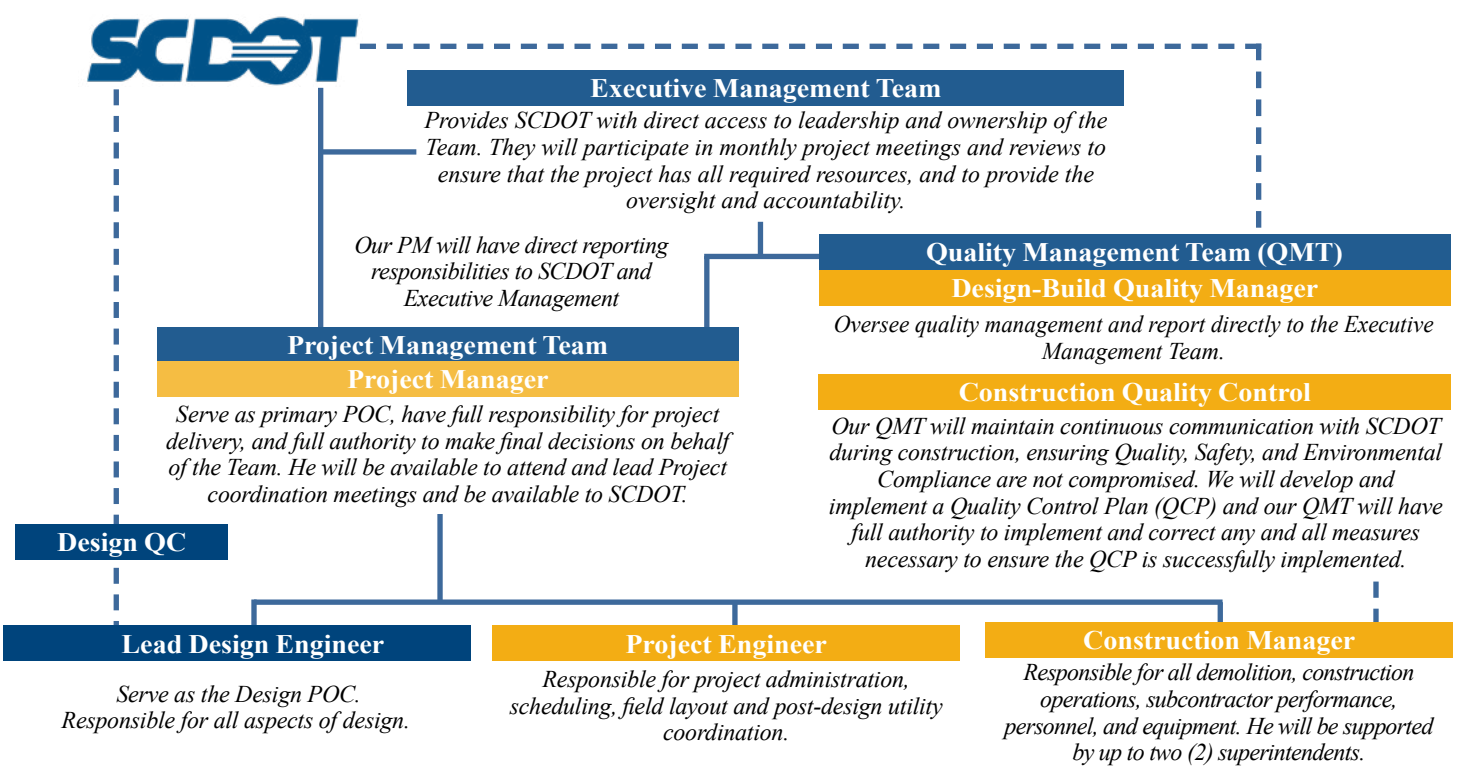 SCDOT
Executive Management Team
Provides SCDOT with direct access to leadership and ownership of the
Team. They will participate in monthly project meetings and reviews to
ensure that the project has all required resources, and to provide the
oversight and accountability.
Our PM will have direct reporting
responsibilities to SCDOT and
Executive Management
Quality Management Team (QMT)
Design-Build Quality Manager
Oversee quality management and report directly to the Executive
Management Team.
Project Management Team
Project Manager
Serve as primary POC, have full responsibility for project
delivery, and full authority to make final decisions on behalf
of the Team. He will be available to attend and lead Project
coordination meetings and be available to SCDOT.
Construction Quality Control
Our QMT will maintain continuous communication with SCDOT
during construction, ensuring Quality, Safety, and Environmental
Compliance are not compromised. We will develop and
implement a Quality Control Plan (QCP) and our QMT will have
full authority to implement and correct any and all measures
necessary to ensure the QCP is successfully implemented.
Design QC
Lead Design Engineer
Serve as the Design POC.
Responsible for all aspects of design.
Project Engineer
Responsible for project administration,
scheduling, field layout and post-design utility
coordination.
Construction Manager
Responsible for all demolition, construction
operations, subcontractor performance,
personnel, and equipment. He will be supported
by up to two (2) superintendents.